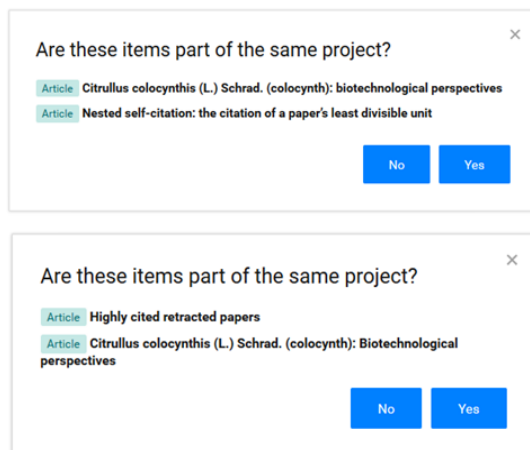 Are these items part of the same project?
Article Citrullus colocynthis (L.) Schrad. (colocynth): biotechnological perspectives
Article Nested self-citation: the citation of a paper's least divisible unit
No Yes
Are these items part of the same project?
Article Highly cited retracted papers
Article Citrullus colocynthis (L.) Schrad. (colocynth): Biotechnological
perspectives
No Yes